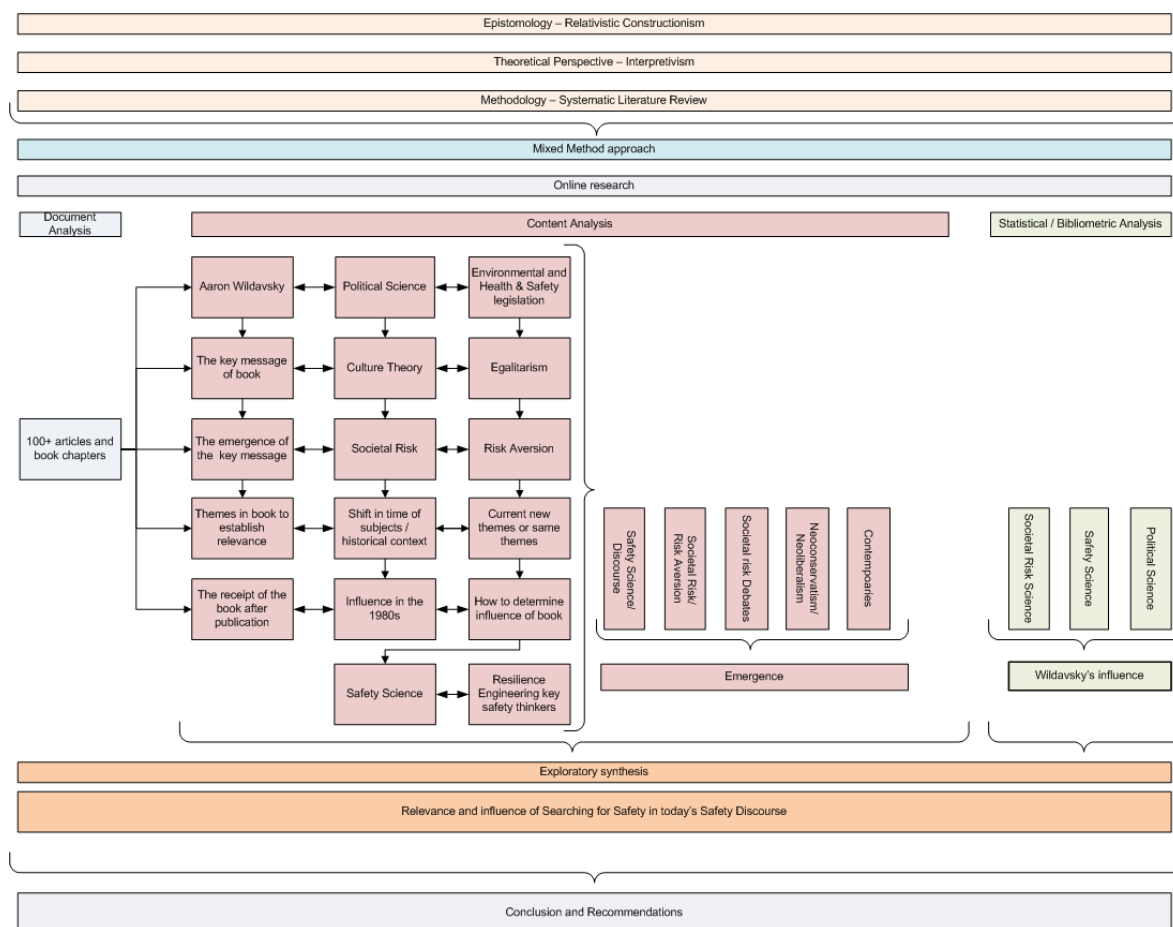 Epistomology – Relativistic Constructionism
Theoretical Perspective – Interpretivism
Methodology – Systematic Literature Review
Mixed Method approach
Online research
Document
Analysis
Content Analysis
Statistical / Bibliometric Analysis
Aaron Wildavsky
Political Science
Environmental and
Health & Safety
legislation
The key message
of book
Culture Theory
Egalitarism
100+ articles and
book chapters
The emergence of
the key message
Societal Risk
Risk Aversion
Themes in book to
establish relevance
Shift in time of
subjects /
historical context
Current new
themes or same
themes
The receipt of the
book after
publication
Influence in the
1980s
How to determine
influence of book
Safety Science
Resilience
Engineering key
safety thinkers
Safety Science/
Discourse
Societal Risk/
Risk Aversion
Societal risk Debates
Neoconservatism/
Neoliberalism
Contempoaries
Emergence
Societal Risk Science
Safety Science
Political Science
Wildavsky's influence
Exploratory synthesis
Relevance and influence of Searching for Safety in today's Safety Discourse
Conclusion and Recommendations